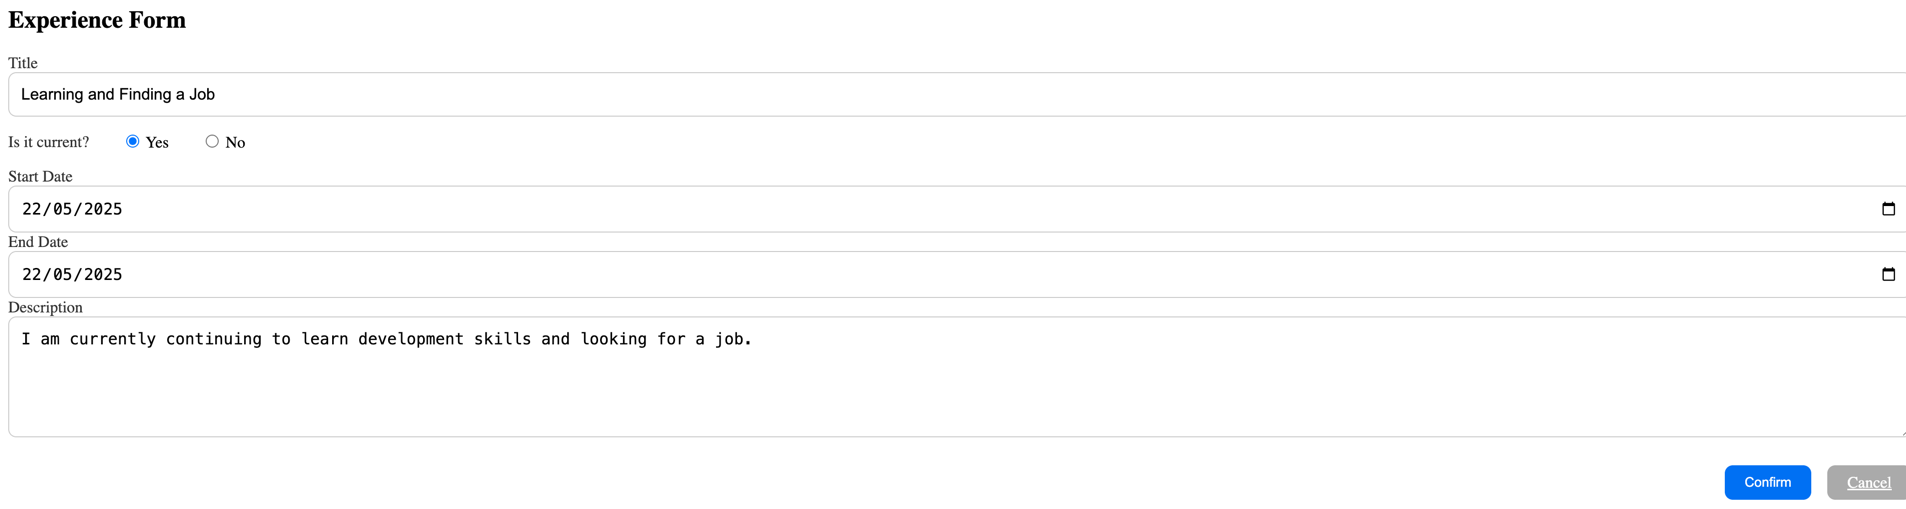 Experience Form
Title
Learning and Finding a Job
Is it current? Yes No
Start Date
22/05/2025
End Date
22/05/2025
Description
I am currently continuing to learn development skills and looking for a job.
Confirm Cancel